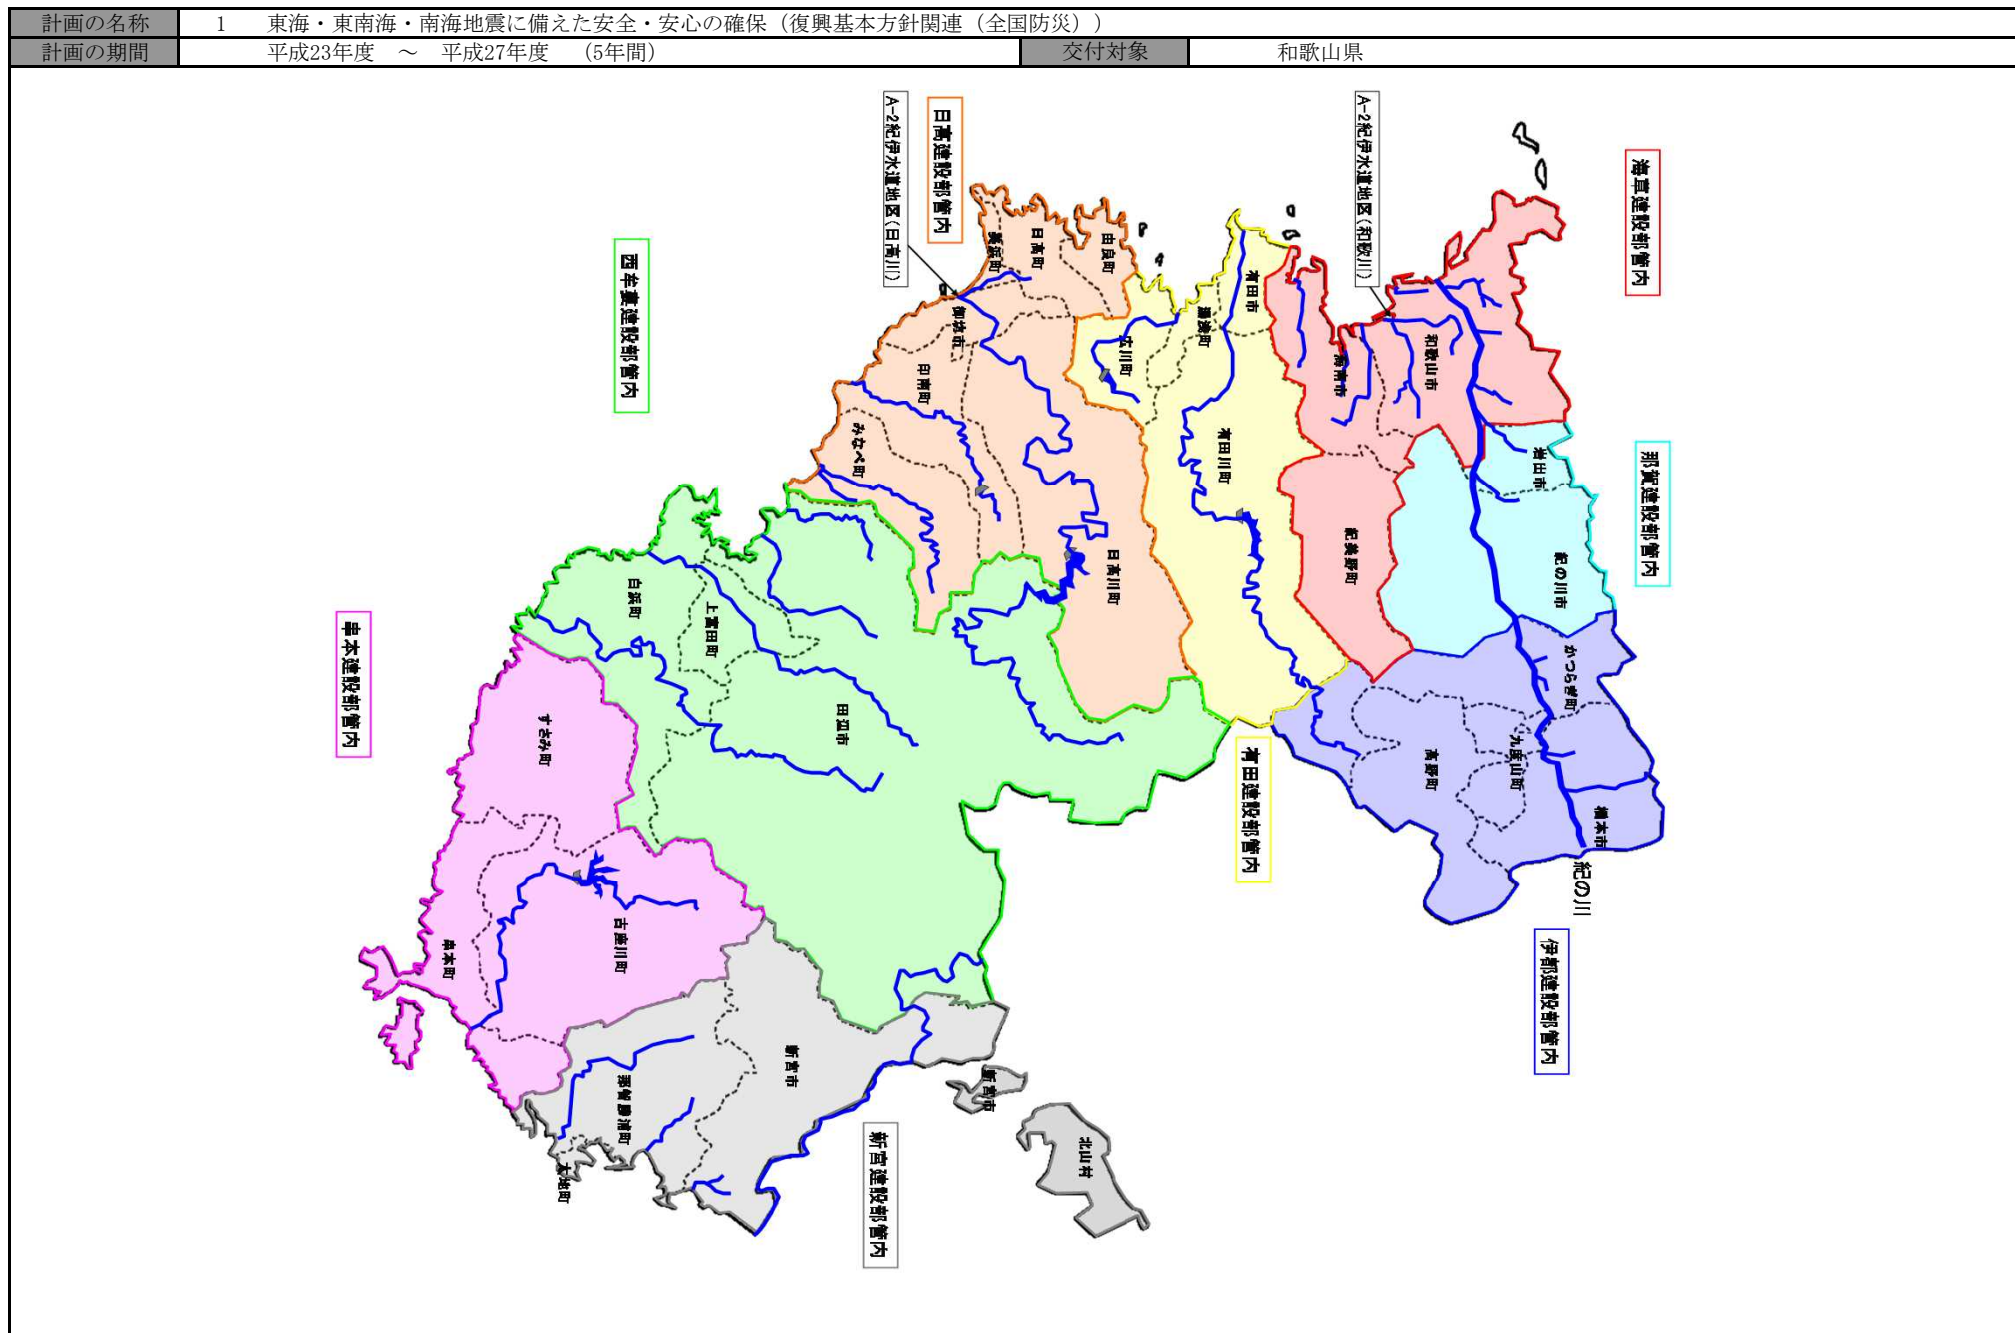 計画の名称 1 東海・東南海・南海地震に備えた安全・安心の確保（復興基本方針関連（全国防災））
計画の期間 平成23年度 ～ 平成27年度 （5年間） 交付対象 和歌山県
海草建設部管内
A-2紀伊水道地区(和歌川)
和歌山市
海南市
紀美野町
那賀建設部管内
岩出市
紀の川市
伊都建設部管内
かつらぎ町
九度山町
高野町
橋本市
紀の川
有田建設部管内
有田市
湯浅町
広川町
有田川町
日高建設部管内
A-2紀伊水道地区(日高川)
由良町
日高町
美浜町
御坊市
印南町
みなべ町
日高川町
西牟婁建設部管内
白浜町
上富田町
田辺市
串本建設部管内
すさみ町
古座川町
串本町
新宮建設部管内
新宮市
那智勝浦町
太地町
新宮市
北山村